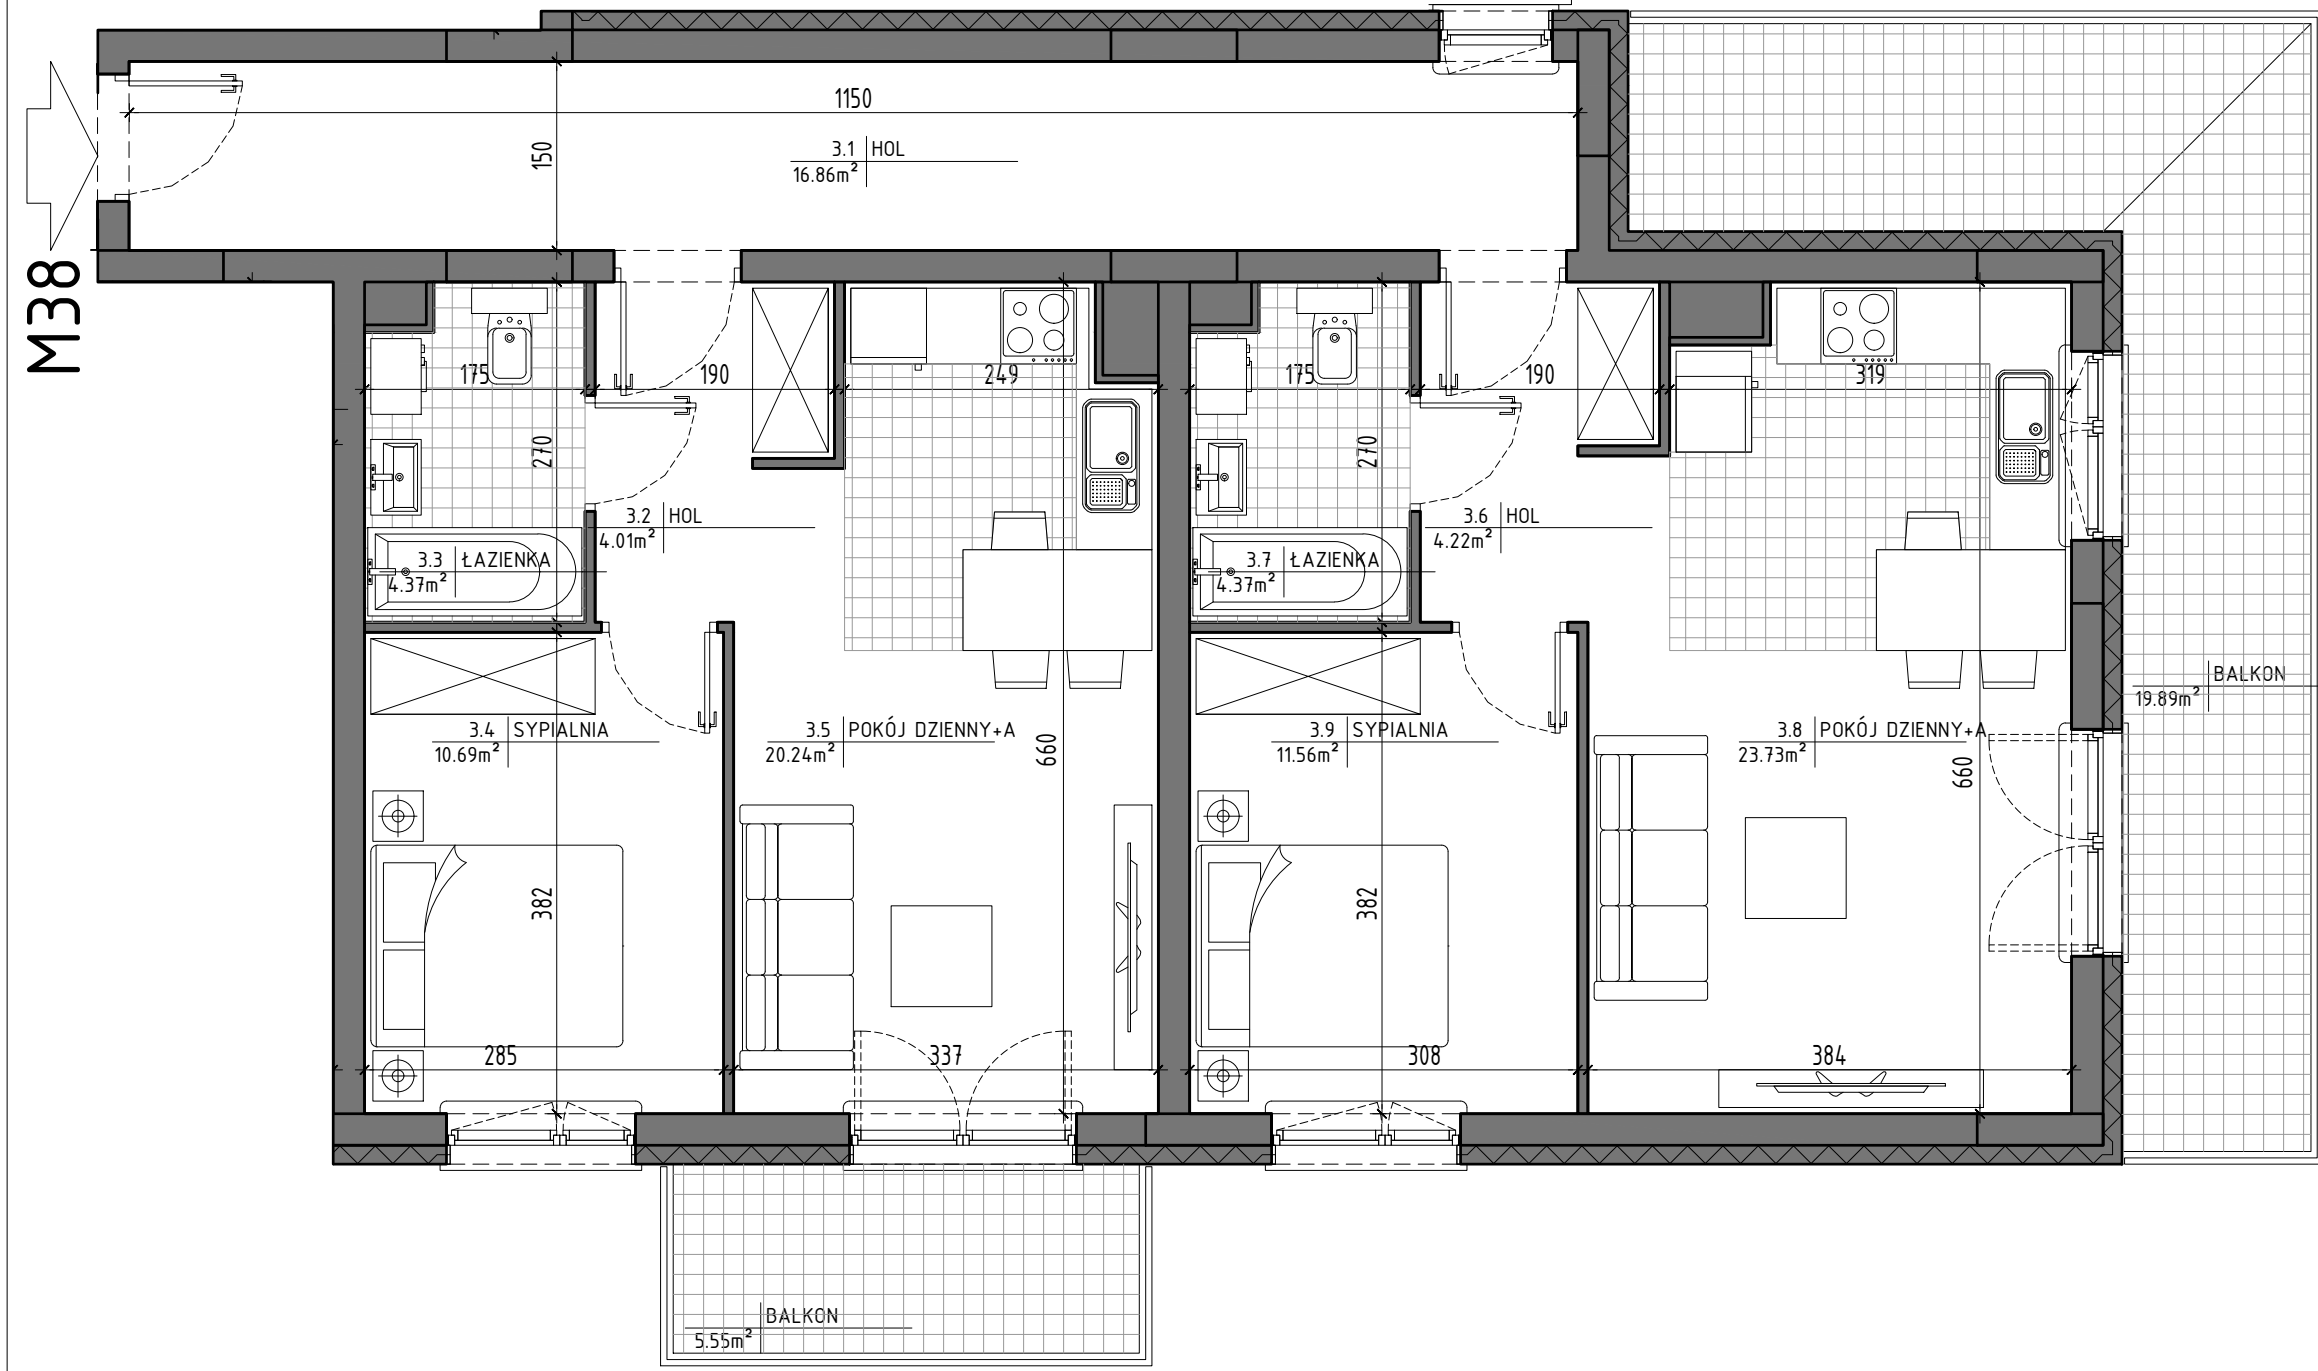 1150
150
3.1 HOL
16.86m²
M38
175
190
249
175
190
319
270
270
3.2 HOL
4.01m²
3.6 HOL
4.22m²
3.3 ŁAZIENKA
4.37m²
3.7 ŁAZIENKA
4.37m²
BALKON
19.89m²
3.4 SYPIALNIA
10.69m²
3.5 POKÓJ DZIENNY+A
20.24m²
660
3.9 SYPIALNIA
11.56m²
3.8 POKÓJ DZIENNY+A
23.73m²
660
382
382
285
337
308
384
BALKON
5.55m²